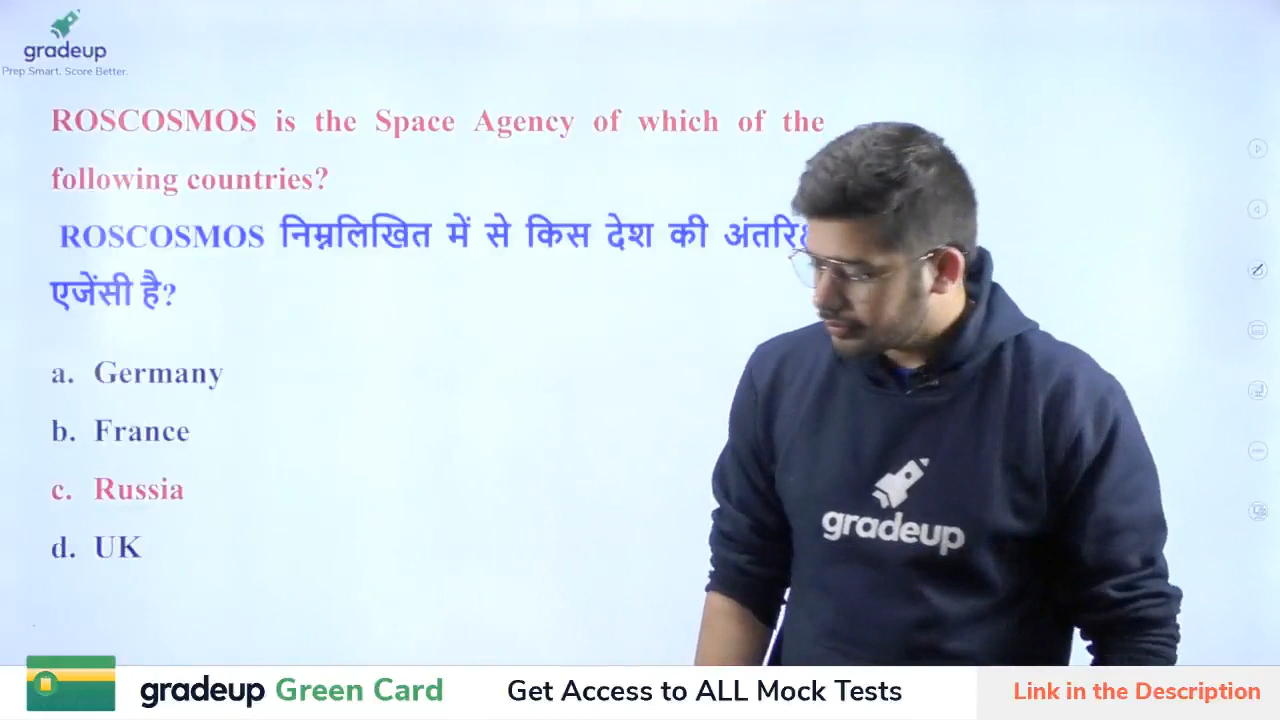 gradeup
Prep Smart. Score Better.
ROSCOSMOS is the Space Agency of which of the
following countries?
ROSCOSMOS निम्नलिखित में से किस देश की
एजेंसी है?
a. Germany
b. France
c. Russia
d. UK
gradeup
gradeup Green Card
Get Access to ALL Mock Tests
Link in the Description